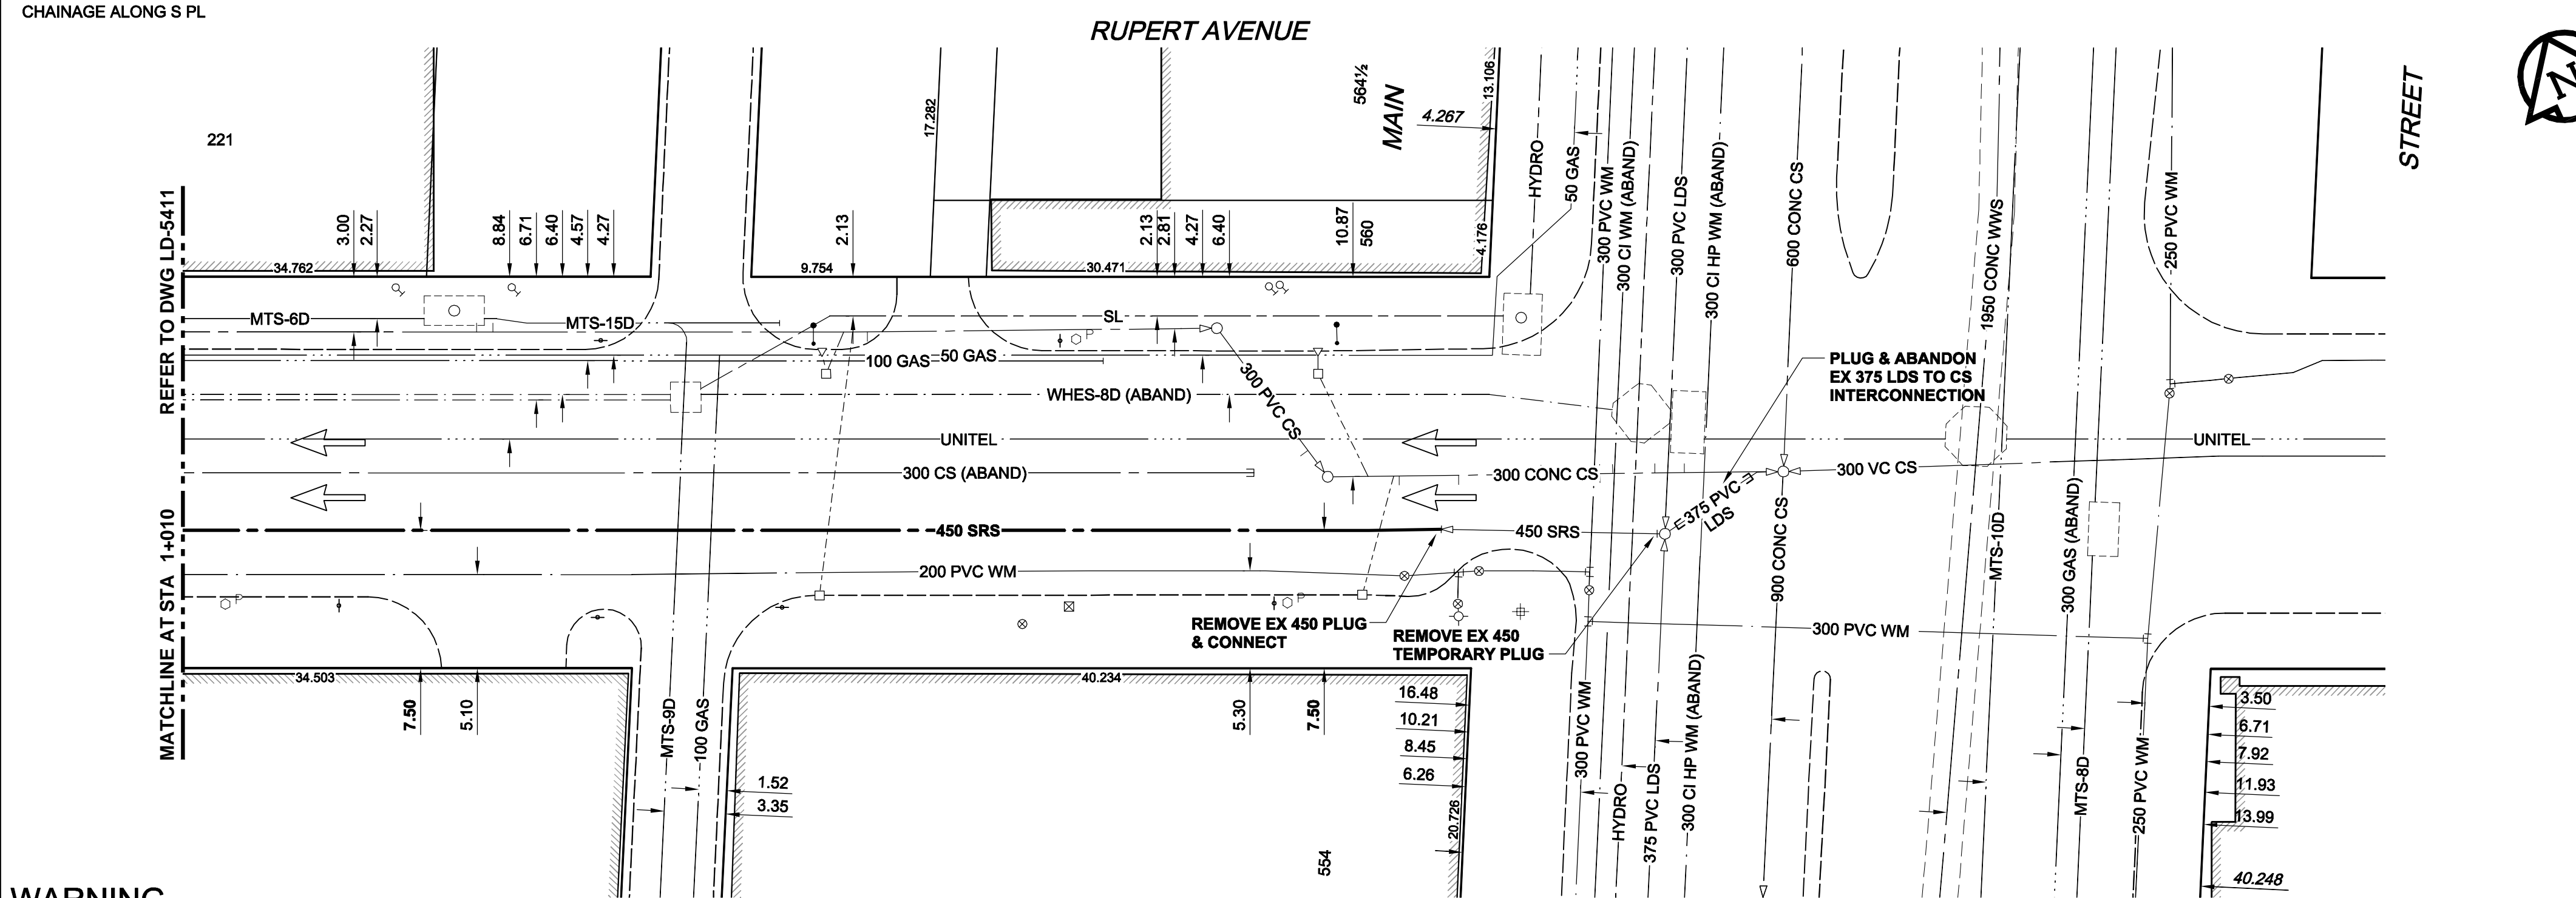 CHAINAGE ALONG S PL
RUPERT AVENUE
MAIN
STREET
N
221
564½
560
554
17.282
13.106
4.267
4.176
3.00
2.27
8.84
6.71
6.40
4.57
4.27
2.13
2.13
2.81
4.27
6.40
10.87
34.762
9.754
30.471
REFER TO DWG LD-5411
MATCHLINE AT STA 1+010
MTS-6D
MTS-15D
SL
P
100 GAS
50 GAS
WHES-8D (ABAND)
UNITEL
UNITEL
300 CS (ABAND)
300 PVC CS
300 CONC CS
300 VC CS
450 SRS
450 SRS
375 PVC
LDS
200 PVC WM
300 PVC WM
HYDRO
50 GAS
300 PVC WM
300 CI WM (ABAND)
300 PVC LDS
300 CI HP WM (ABAND)
600 CONC CS
1950 CONC WWS
250 PVC WM
PLUG & ABANDON
EX 375 LDS TO CS
INTERCONNECTION
900 CONC CS
MTS-10D
300 GAS (ABAND)
P
P
REMOVE EX 450 PLUG
& CONNECT
REMOVE EX 450
TEMPORARY PLUG
34.503
40.234
7.50
5.10
5.30
7.50
MTS-9D
100 GAS
1.52
3.35
16.48
10.21
8.45
6.26
20.726
300 PVC WM
HYDRO
375 PVC LDS
300 CI HP WM (ABAND)
MTS-8D
250 PVC WM
3.50
6.71
7.92
11.93
13.99
40.248
WARNING